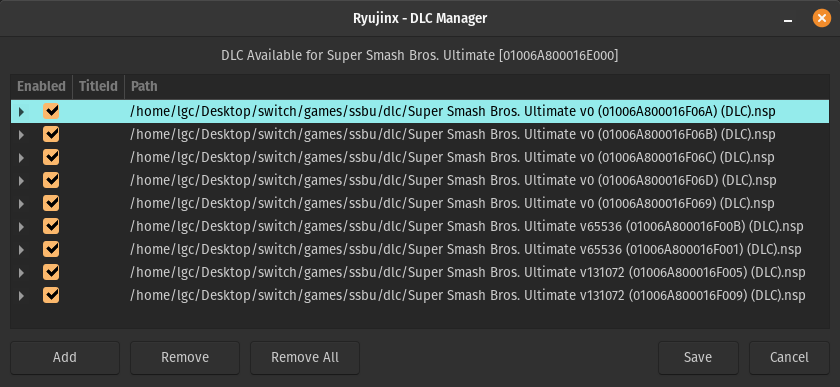 Ryujinx - DLC Manager
DLC Available for Super Smash Bros. Ultimate [01006A800016E000]
Enabled TitleId Path
/home/lgc/Desktop/switch/games/ssbu/dlc/Super Smash Bros. Ultimate v0 (01006A800016F06A) (DLC).nsp
/home/lgc/Desktop/switch/games/ssbu/dlc/Super Smash Bros. Ultimate v0 (01006A800016F06B) (DLC).nsp
/home/lgc/Desktop/switch/games/ssbu/dlc/Super Smash Bros. Ultimate v0 (01006A800016F06C) (DLC).nsp
/home/lgc/Desktop/switch/games/ssbu/dlc/Super Smash Bros. Ultimate v0 (01006A800016F06D) (DLC).nsp
/home/lgc/Desktop/switch/games/ssbu/dlc/Super Smash Bros. Ultimate v0 (01006A800016F069) (DLC).nsp
/home/lgc/Desktop/switch/games/ssbu/dlc/Super Smash Bros. Ultimate v65536 (01006A800016F00B) (DLC).nsp
/home/lgc/Desktop/switch/games/ssbu/dlc/Super Smash Bros. Ultimate v65536 (01006A800016F001) (DLC).nsp
/home/lgc/Desktop/switch/games/ssbu/dlc/Super Smash Bros. Ultimate v131072 (01006A800016F005) (DLC).nsp
/home/lgc/Desktop/switch/games/ssbu/dlc/Super Smash Bros. Ultimate v131072 (01006A800016F009) (DLC).nsp
Add Remove Remove All Save Cancel